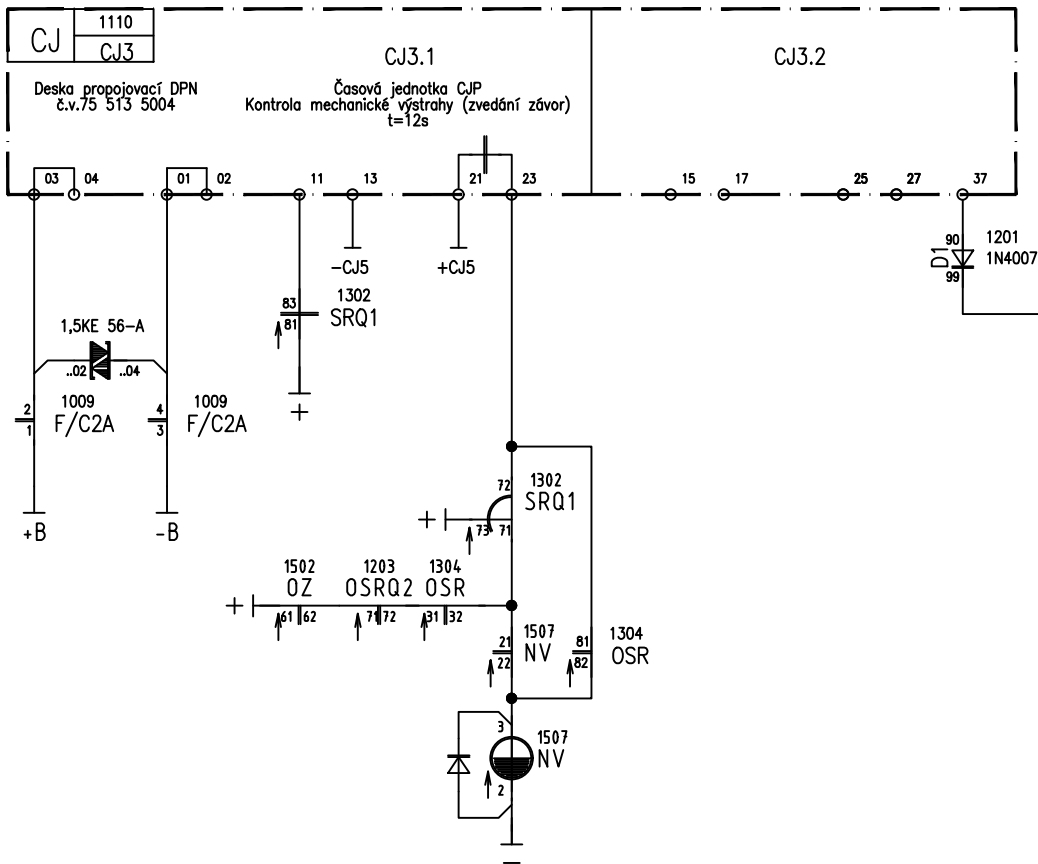 CJ
1110
CJ3
CJ3.1
CJ3.2
Deska propojovací DPN
č.v.75 513 5004
Časová jednotka CJP
Kontrola mechanické výstrahy (zvedání závor)
t=12s
03
04
01
02
11
13
21
23
15
17
25
27
37
-CJ5
+CJ5
D1
90
99
1201
1N4007
83
81
1302
SRQ1
+
1,5KE 56-A
..02
..04
2
1
1009
F/C2A
4
3
1009
F/C2A
+B
-B
72
1302
SRQ1
+
73
71
1502
OZ
1203
OSRQ2
1304
OSR
+
61
62
71
72
31
32
21
22
1507
NV
81
82
1304
OSR
3
1507
NV
2
-